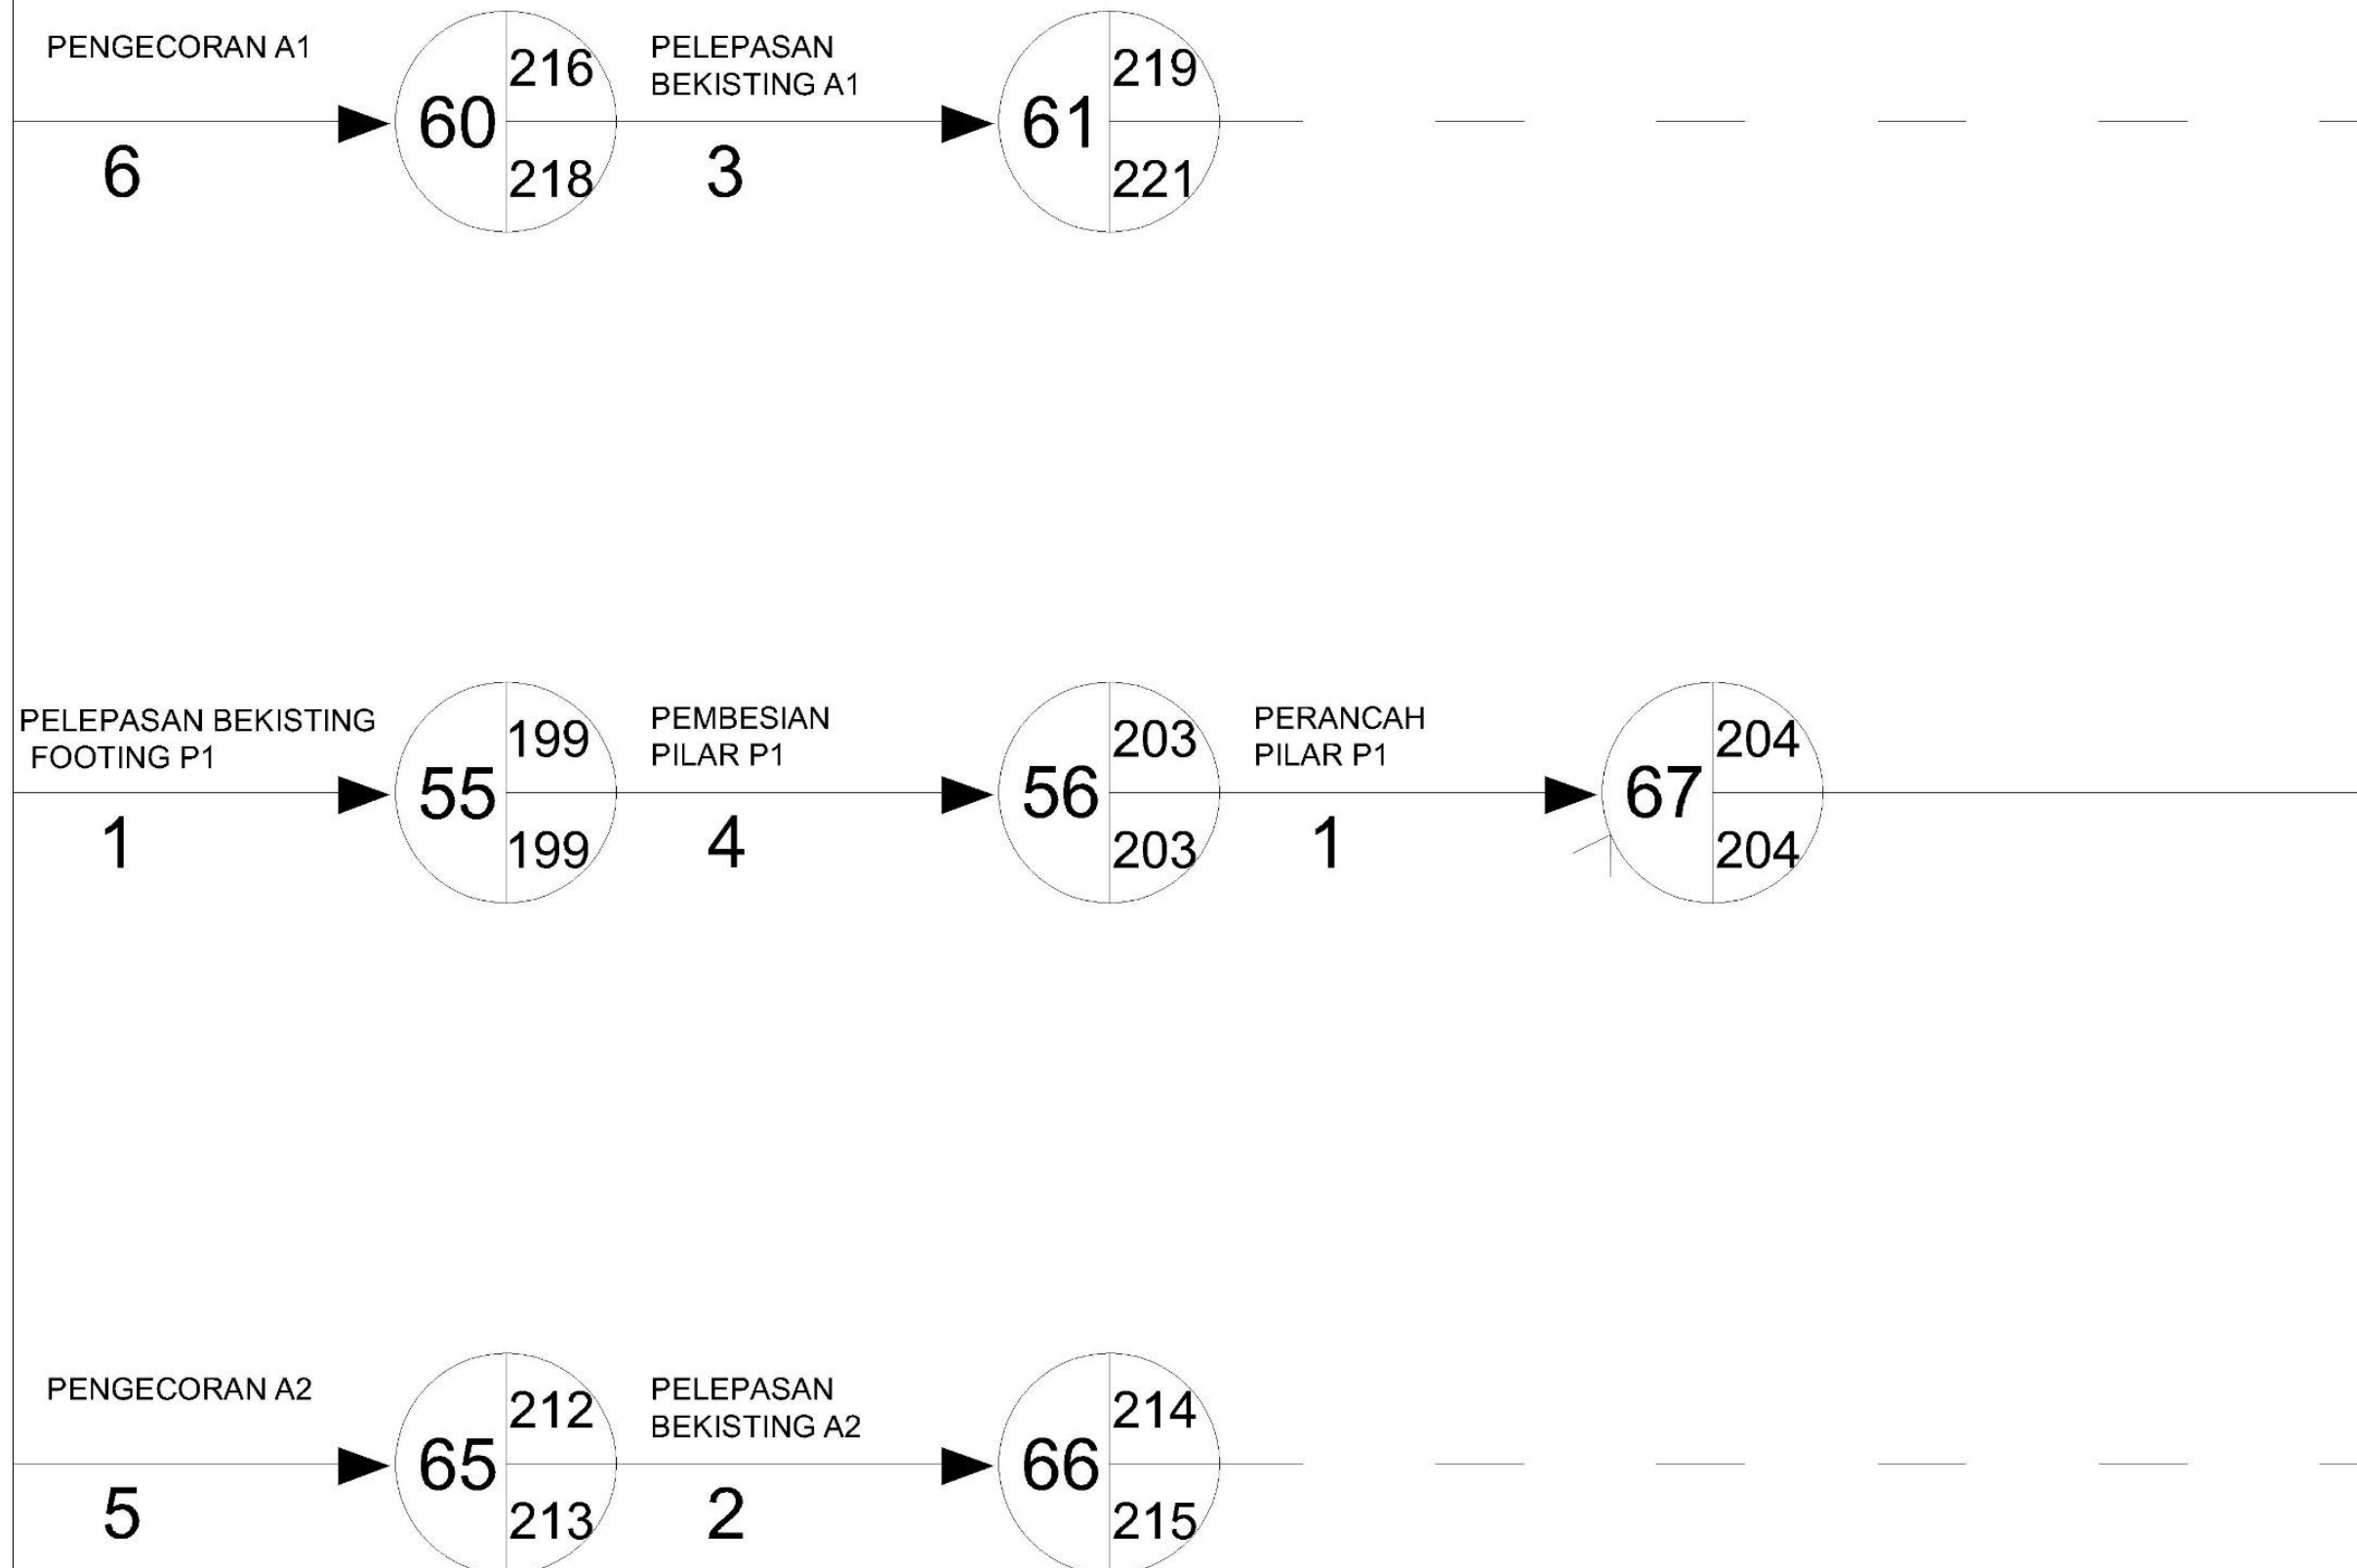 PENGECORAN A1
6
60
216
218
PELEPASAN
BEKISTING A1
3
61
219
221
PELEPASAN BEKISTING
FOOTING P1
1
55
199
199
PEMBESIAN
PILAR P1
4
56
203
203
PERANCAH
PILAR P1
1
67
204
204
PENGECORAN A2
5
65
212
213
PELEPASAN
BEKISTING A2
2
66
214
215